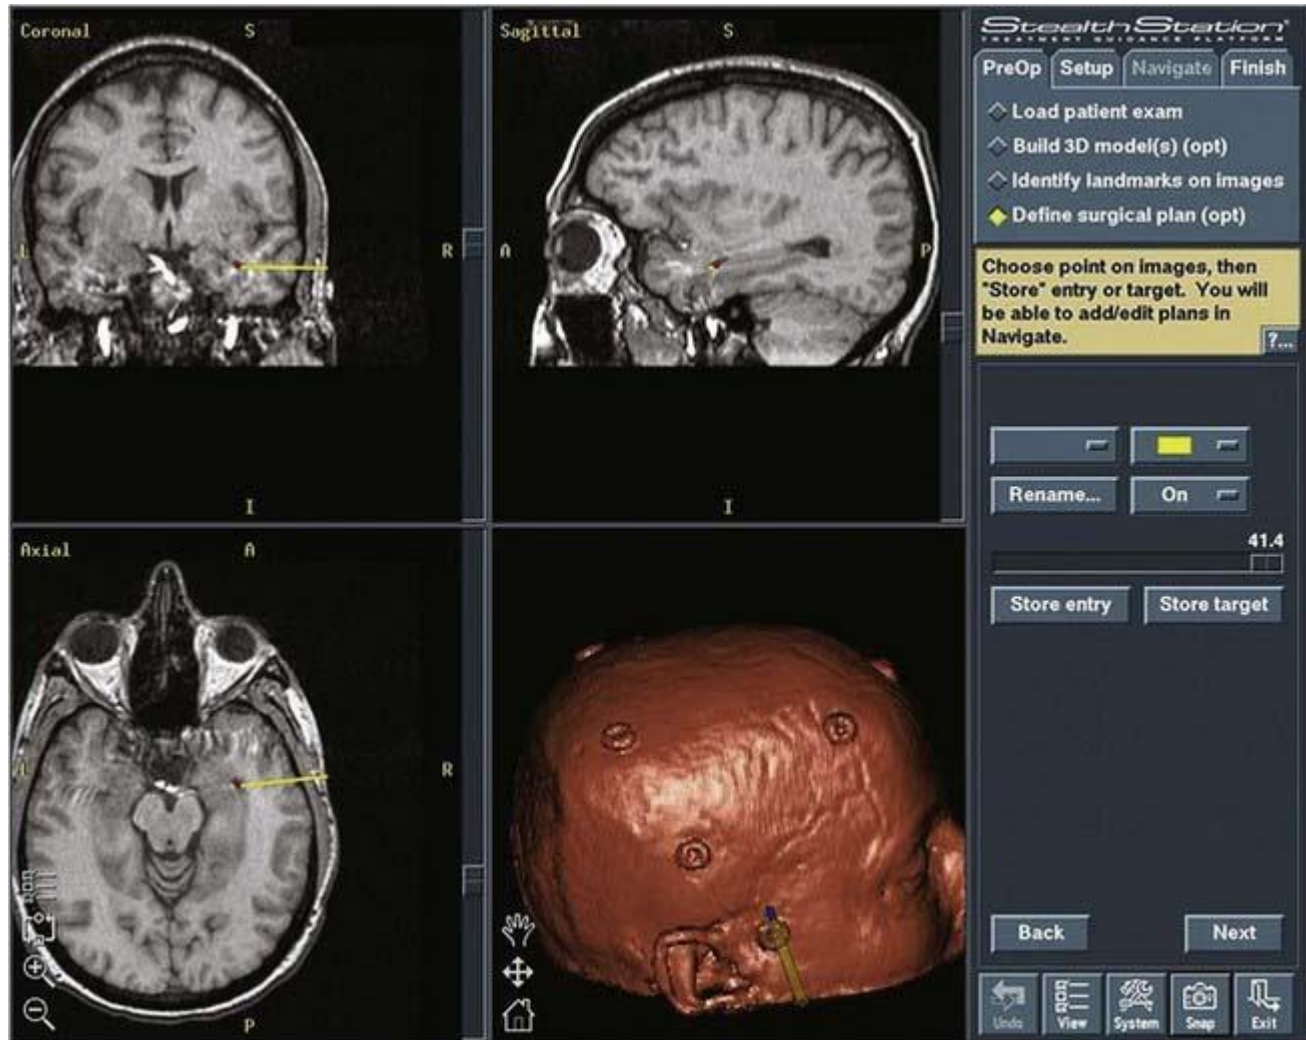 Coronal
S
L
R
I
Sagittal
S
A
P
I
Axial
A
L
R
P
StealthStation
TREATMENT GUIDANCE PLATFORM
PreOp Setup Navigate Finish
Load patient exam
Build 3D model(s) (opt)
Identify landmarks on images
Define surgical plan (opt)
Choose point on images, then
"Store" entry or target. You will
be able to add/edit plans in
Navigate.
?...
Rename... On
41.4
Store entry Store target
Back Next
Undo View System Snap Exit